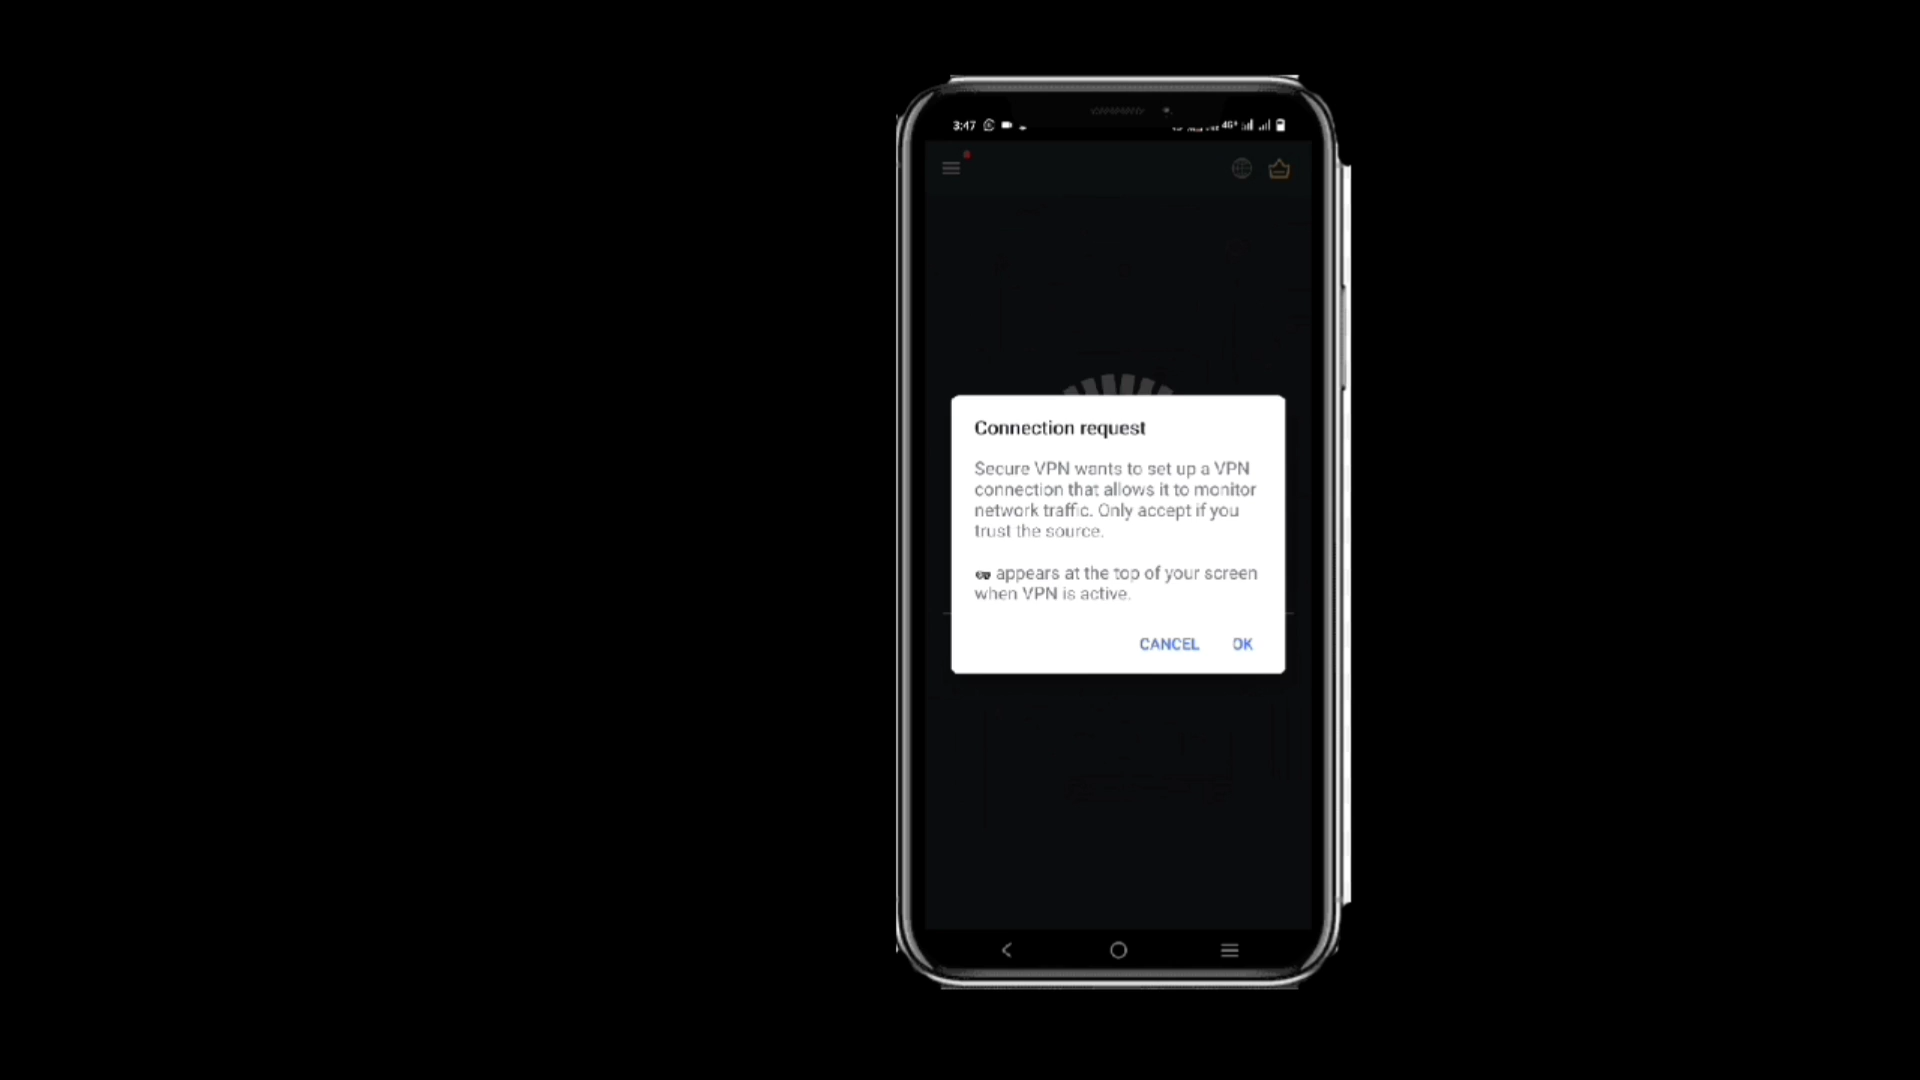 3:47 4G+
Connection request
Secure VPN wants to set up a VPN
connection that allows it to monitor
network traffic. Only accept if you
trust the source.
appears at the top of your screen
when VPN is active.
CANCEL OK